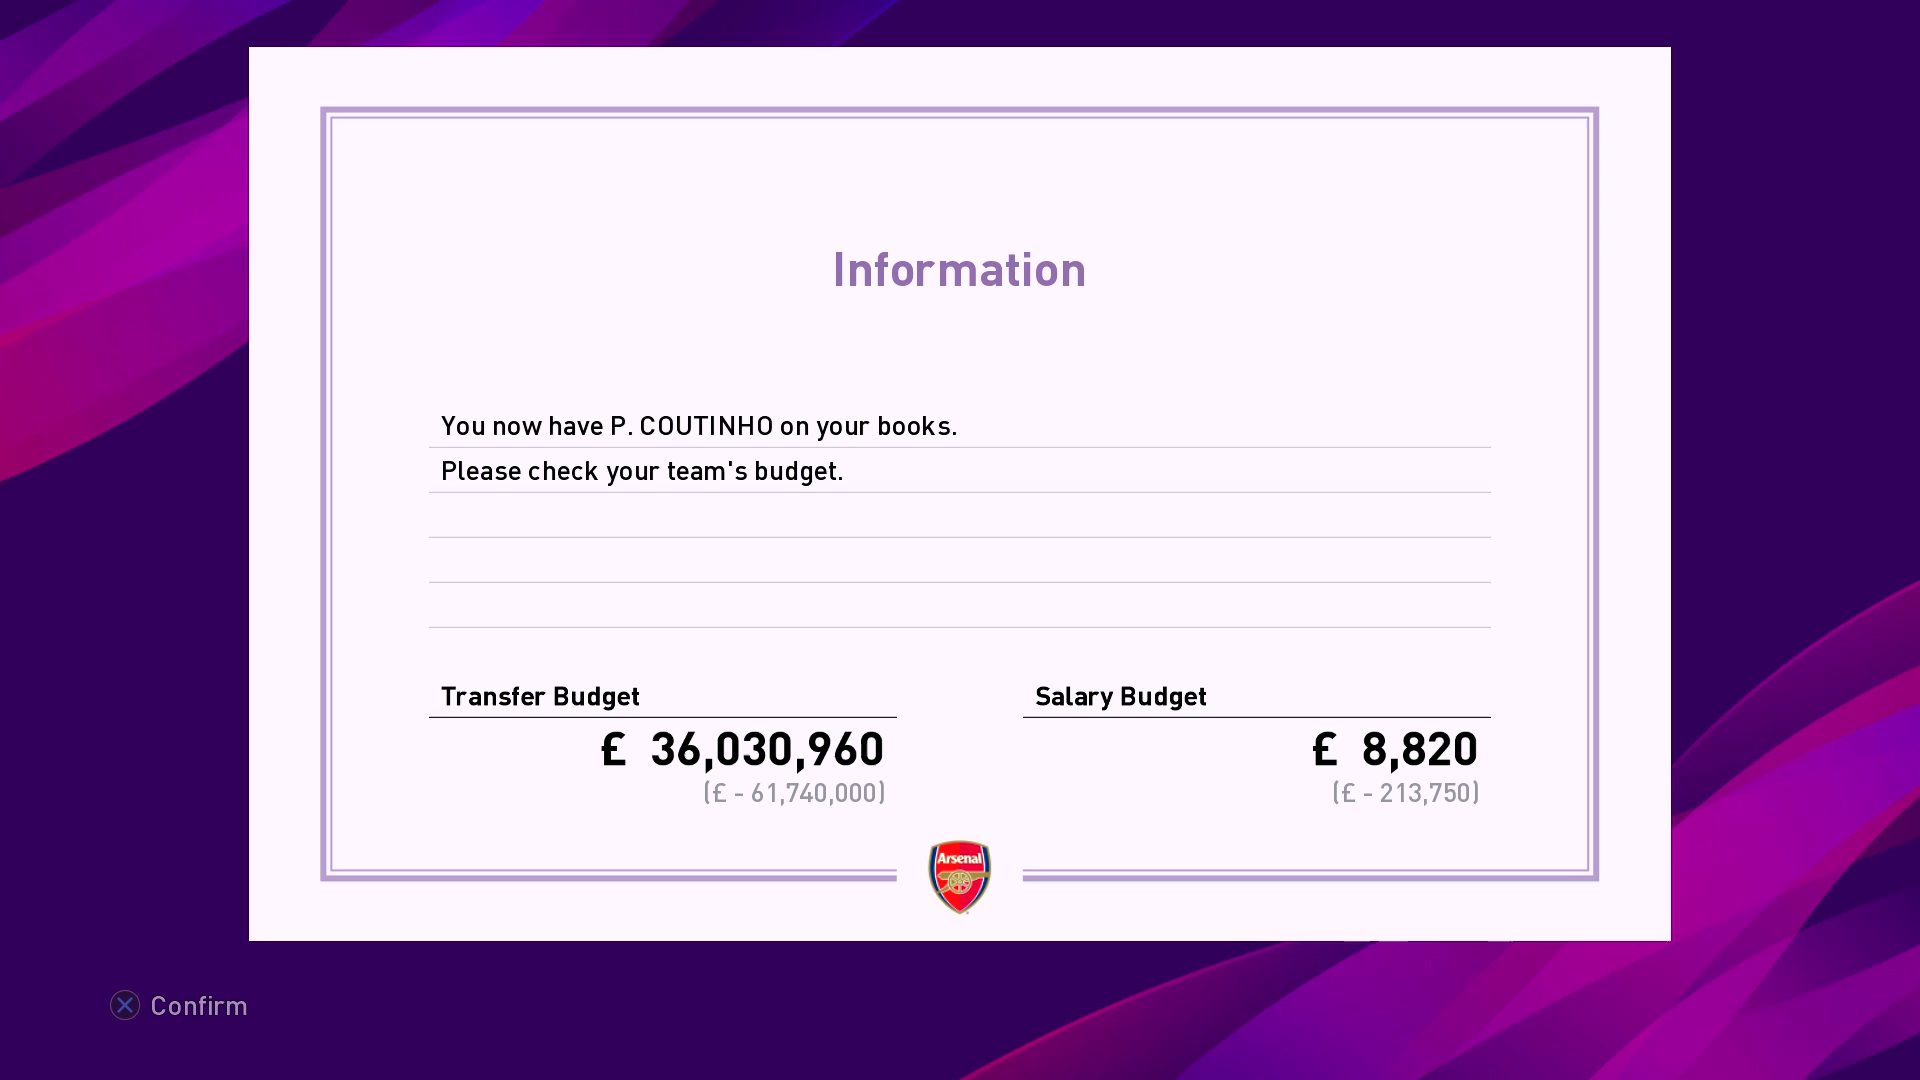 Information
You now have P. COUTINHO on your books.
Please check your team's budget.
Transfer Budget
£ 36,030,960
(£ - 61,740,000)
Salary Budget
£ 8,820
(£ - 213,750)
Arsenal
Confirm